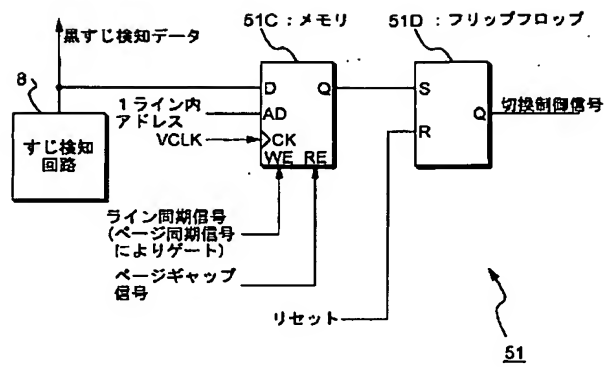 51C：メモリ
51D：フリップフロップ
黒すじ検知データ
8
D
Q
S
切換制御信号
1ライン内
アドレス
AD
Q
すじ検知
回路
VCLK
CK
R
WE RE
ライン同期信号
(ページ同期信号
によりゲート)
ページギャップ
信号
リセット
51